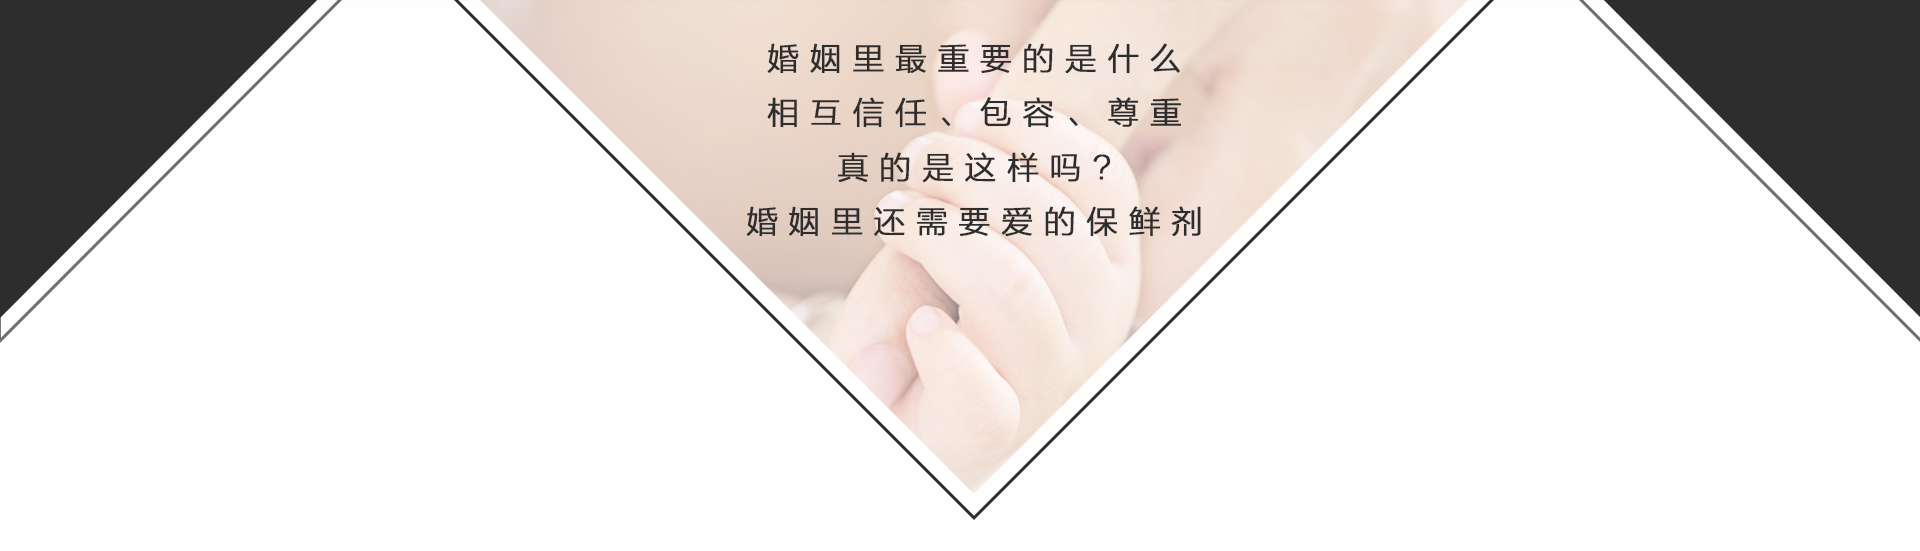 婚姻里最重要的是什么
相互信任、包容、尊重
真的是这样吗？
婚姻里还需要爱的保鲜剂